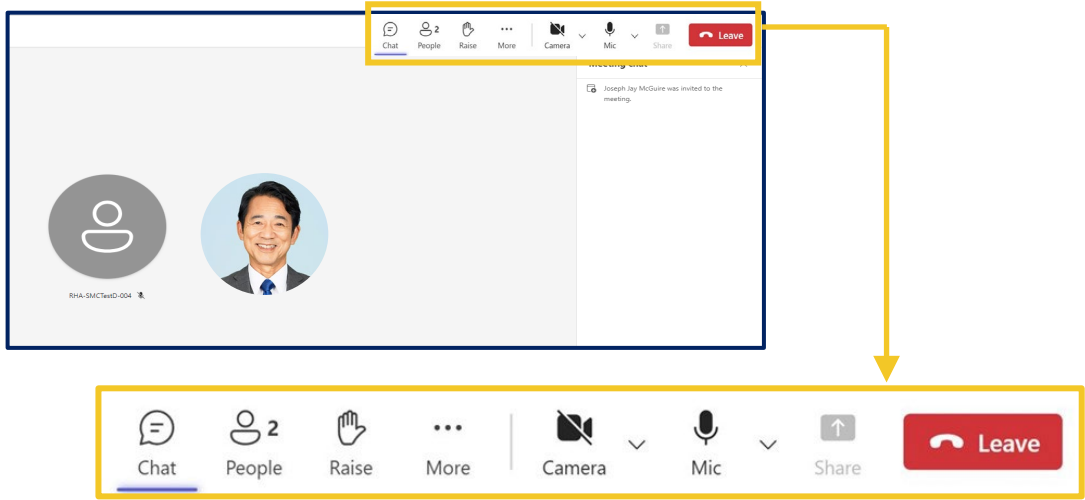 2
Chat People Raise More Camera Mic Share Leave
Meeting chat
Joseph Jay McGuire was invited to the
meeting.
RHA-SMCTestD-004
2
Chat People Raise More Camera Mic Share Leave